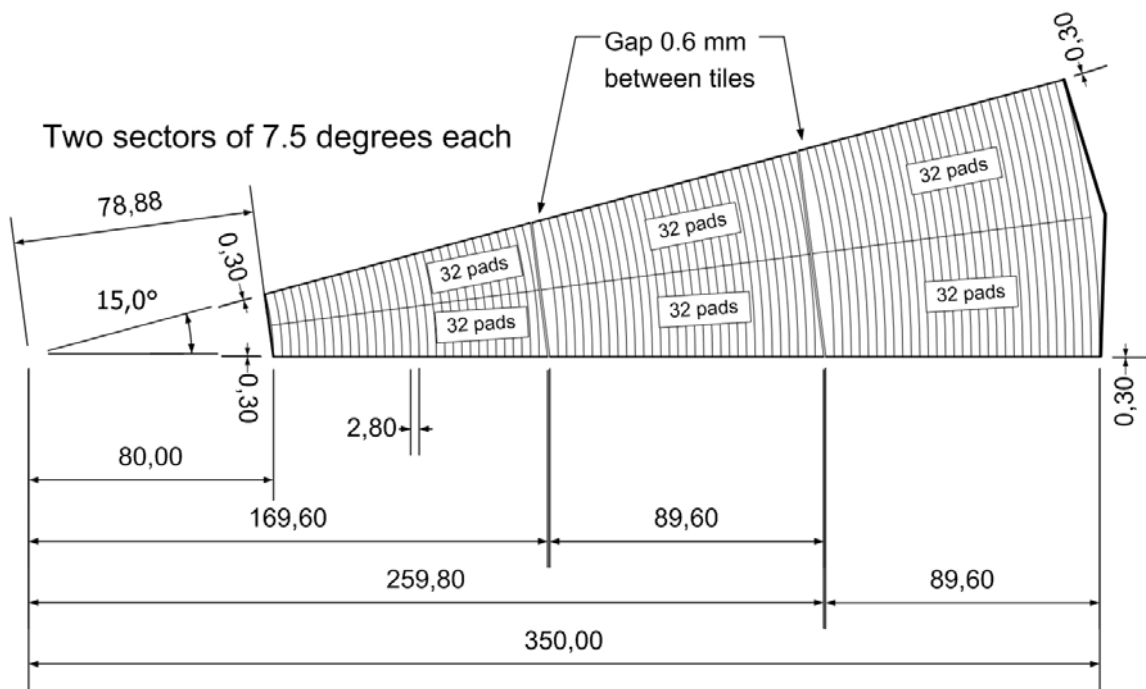 Gap 0.6 mm
between tiles
0,30
Two sectors of 7.5 degrees each
32 pads
78,88
32 pads
32 pads
0,30
15,0°
32 pads
32 pads
32 pads
0,30
0,30
2,80
80,00
169,60
89,60
259,80
89,60
350,00